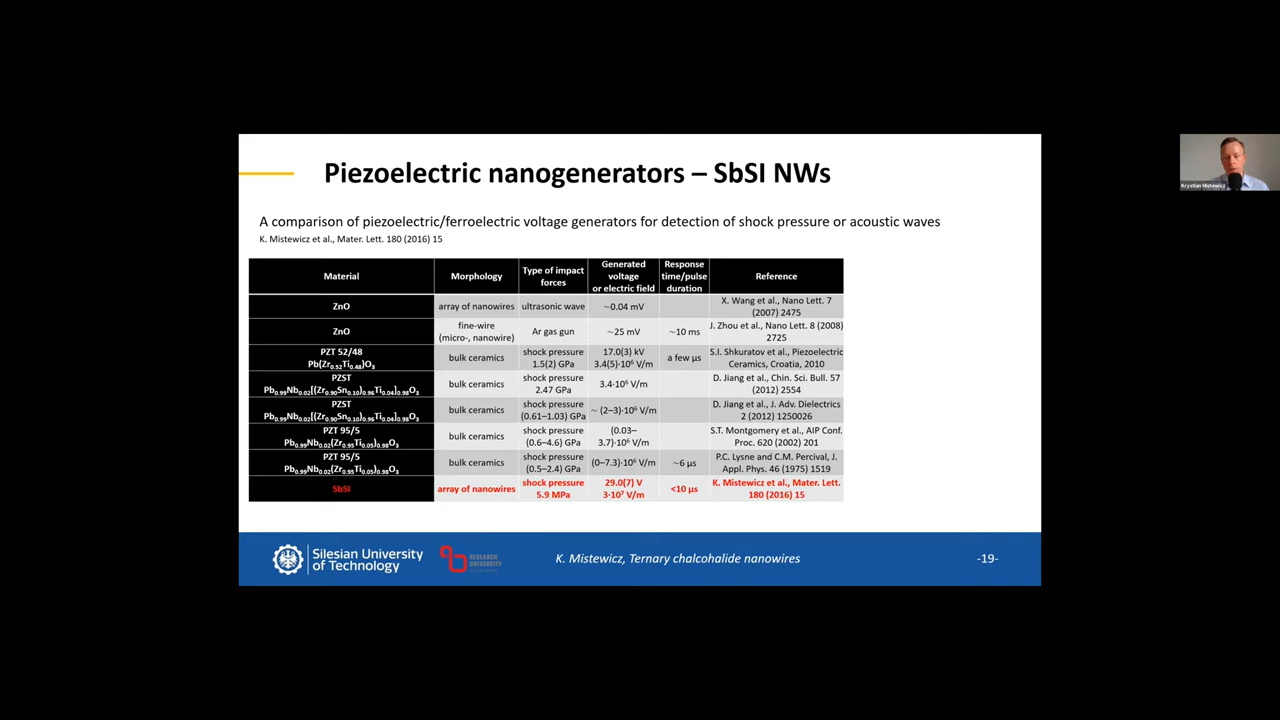 Piezoelectric nanogenerators – SbSI NWs
A comparison of piezoelectric/ferroelectric voltage generators for detection of shock pressure or acoustic waves
K. Mistewicz et al., Mater. Lett. 180 (2016) 15
Material Morphology Type of impact forces Generated voltage or electric field Response time/pulse duration Reference
ZnO array of nanowires ultrasonic wave ~0.04 mV X. Wang et al., Nano Lett. 7 (2007) 2475
ZnO fine-wire (micro-, nanowire) Ar gas gun ~25 mV ~10 ms J. Zhou et al., Nano Lett. 8 (2008) 2725
PZT 52/48 Pb(Zr₀.₅₂Ti₀.₄₈)O₃ bulk ceramics shock pressure 1.5(2) GPa 17.0(3) kV 3.4(5)·10⁶ V/m a few µs S.I. Shkuratov et al., Piezoelectric Ceramics, Croatia, 2010
PZST Pb₀.₉₉Nb₀.₀₂[(Zr₀.₉₀Sn₀.₁₀)₀.₉₆Ti₀.₀₄]₀.₉₈O₃ bulk ceramics shock pressure 2.47 GPa 3.4·10⁶ V/m D. Jiang et al., Chin. Sci. Bull. 57 (2012) 2554
PZST Pb₀.₉₉Nb₀.₀₂[(Zr₀.₉₀Sn₀.₁₀)₀.₉₆Ti₀.₀₄]₀.₉₈O₃ bulk ceramics shock pressure (0.61–1.03) GPa ~ (2–3)·10⁶ V/m D. Jiang et al., J. Adv. Dielectrics 2 (2012) 1250026
PZT 95/5 Pb₀.₉₉Nb₀.₀₂(Zr₀.₉₅Ti₀.₀₅)₀.₉₈O₃ bulk ceramics shock pressure (0.6–4.6) GPa (0.03–3.7)·10⁶ V/m S.T. Montgomery et al., AIP Conf. Proc. 620 (2002) 201
PZT 95/5 Pb₀.₉₉Nb₀.₀₂(Zr₀.₉₅Ti₀.₀₅)₀.₉₈O₃ bulk ceramics shock pressure (0.5–2.4) GPa (0–7.3)·10⁶ V/m ~6 µs P.C. Lysne and C.M. Percival, J. Appl. Phys. 46 (1975) 1519
SbSI array of nanowires shock pressure 5.9 MPa 29.0(7) V 3·10⁷ V/m <10 µs K. Mistewicz et al., Mater. Lett. 180 (2016) 15
Silesian University
of Technology
RESEARCH
UNIVERSITY
K. Mistewicz, Ternary chalcohalide nanowires
-19-
Krystian Mistewicz